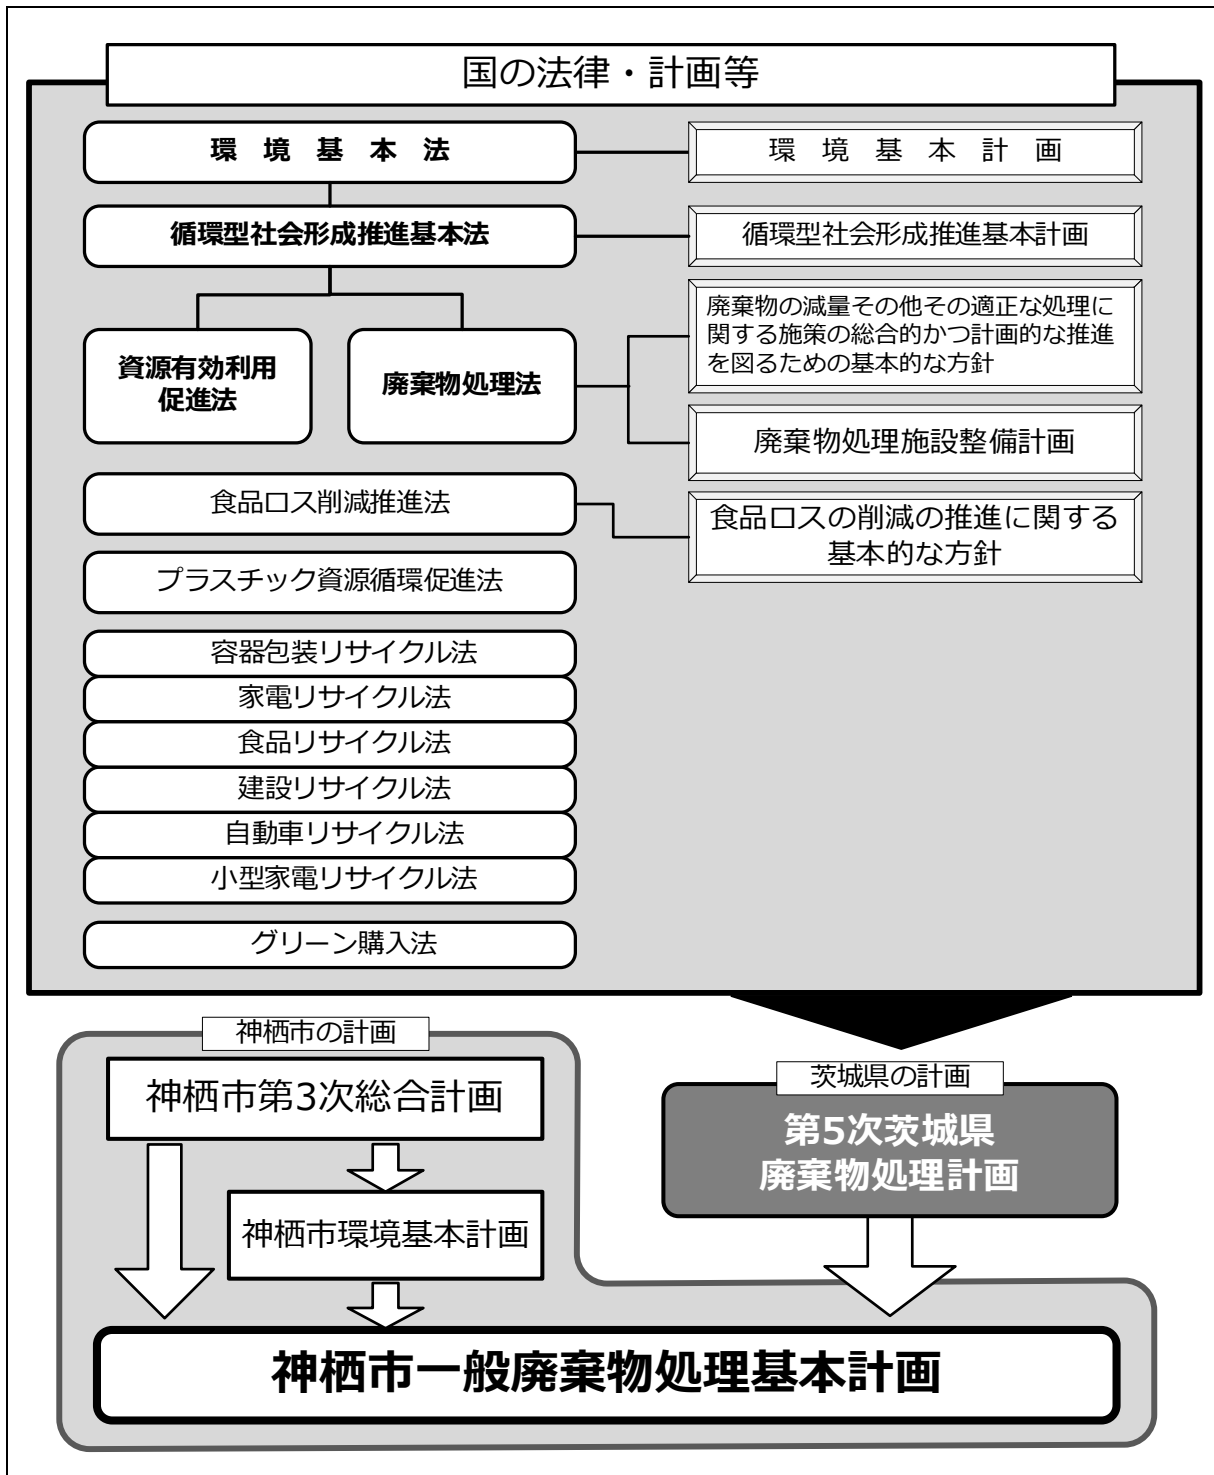 国の法律・計画等
環境基本法
環境基本計画
循環型社会形成推進基本法
循環型社会形成推進基本計画
資源有効利用
促進法
廃棄物処理法
廃棄物の減量その他その適正な処理に
関する施策の総合的かつ計画的な推進
を図るための基本的な方針
廃棄物処理施設整備計画
食品ロス削減推進法
食品ロスの削減の推進に関する
基本的な方針
プラスチック資源循環促進法
容器包装リサイクル法
家電リサイクル法
食品リサイクル法
建設リサイクル法
自動車リサイクル法
小型家電リサイクル法
グリーン購入法
神栖市の計画
神栖市第3次総合計画
神栖市環境基本計画
茨城県の計画
第5次茨城県
廃棄物処理計画
神栖市一般廃棄物処理基本計画